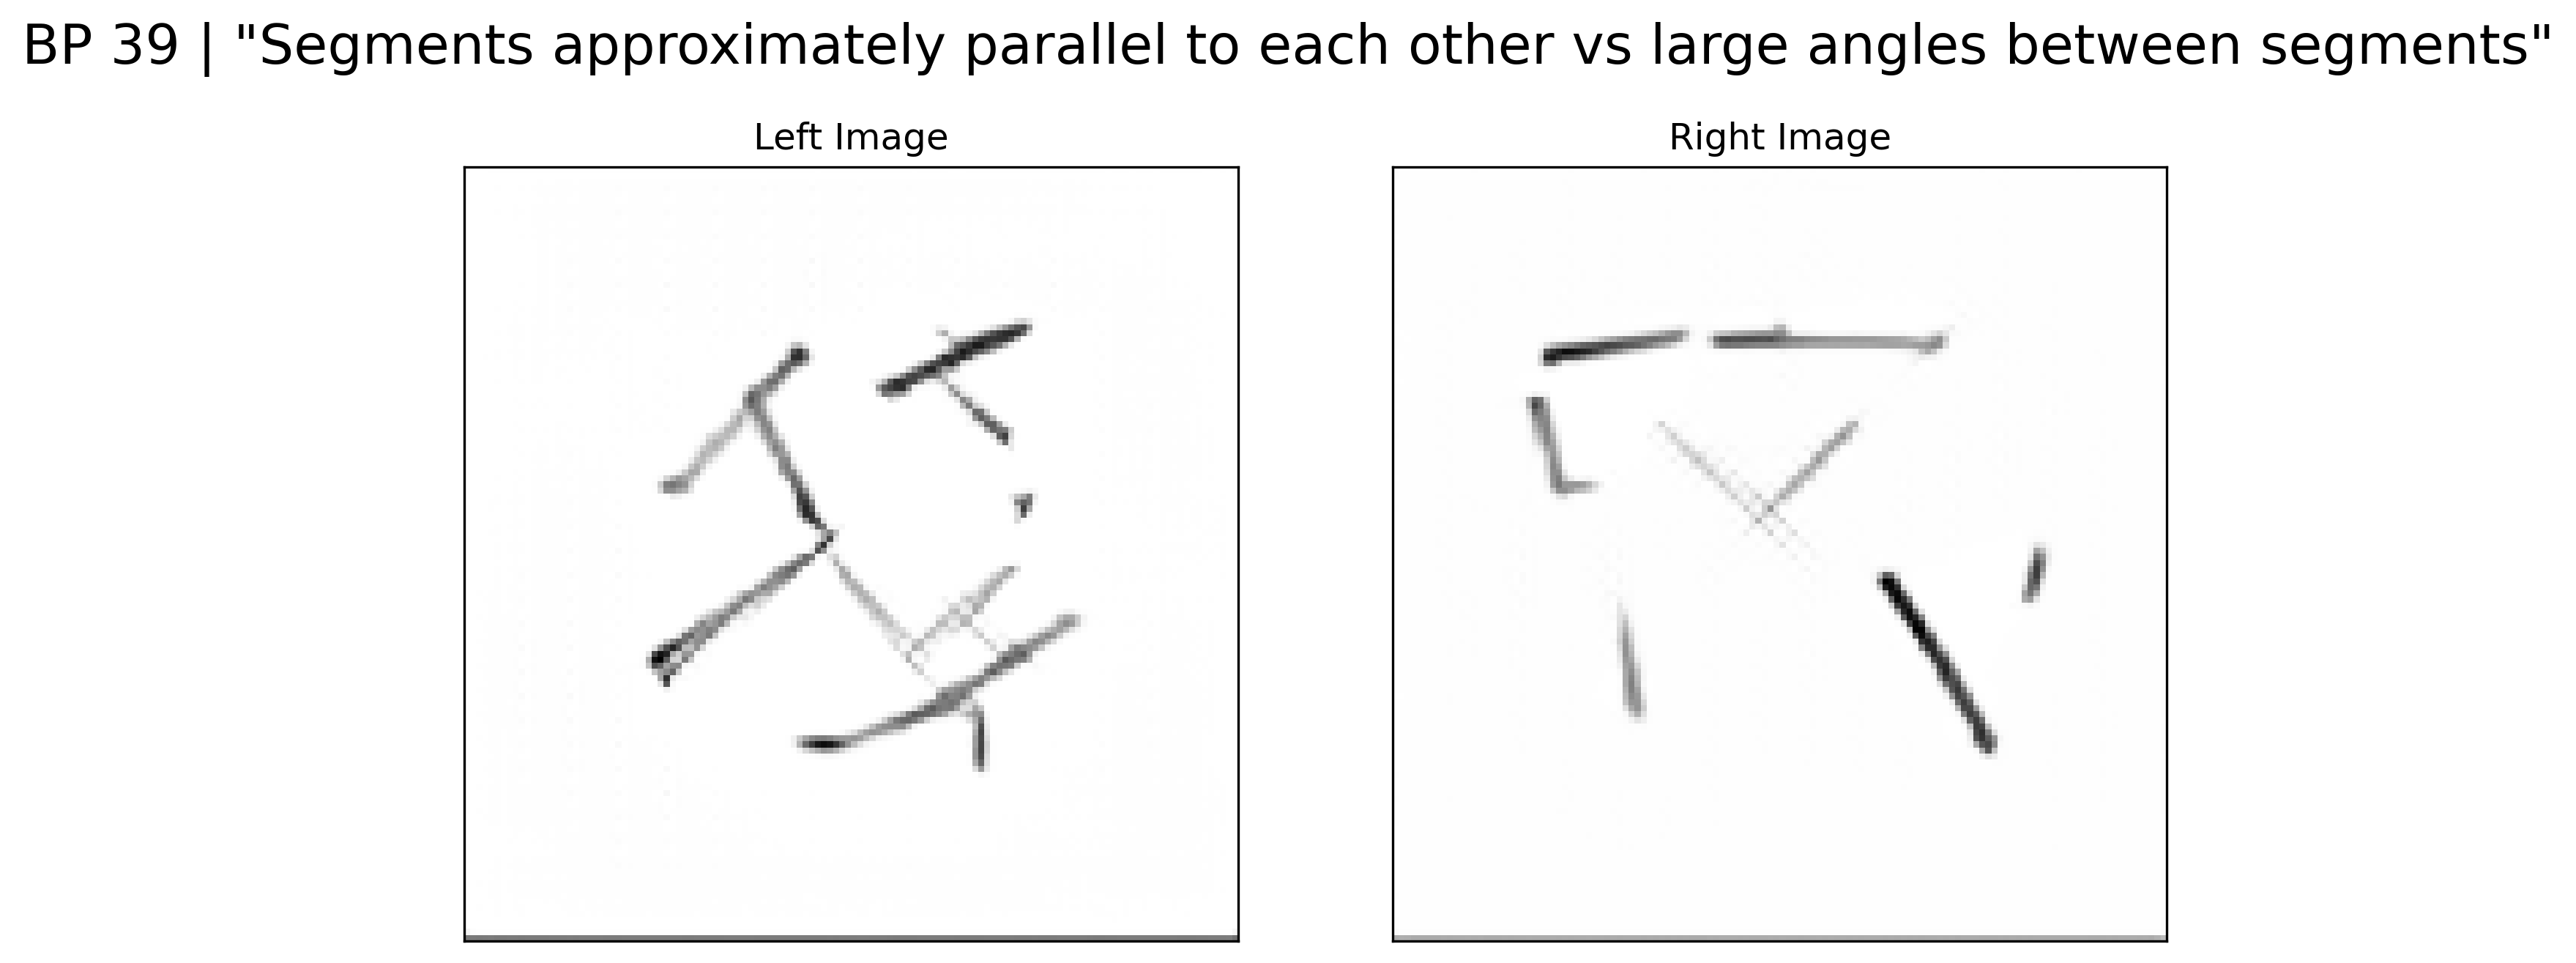 BP 39 | "Segments approximately parallel to each other vs large angles between segments"
Left Image
Right Image